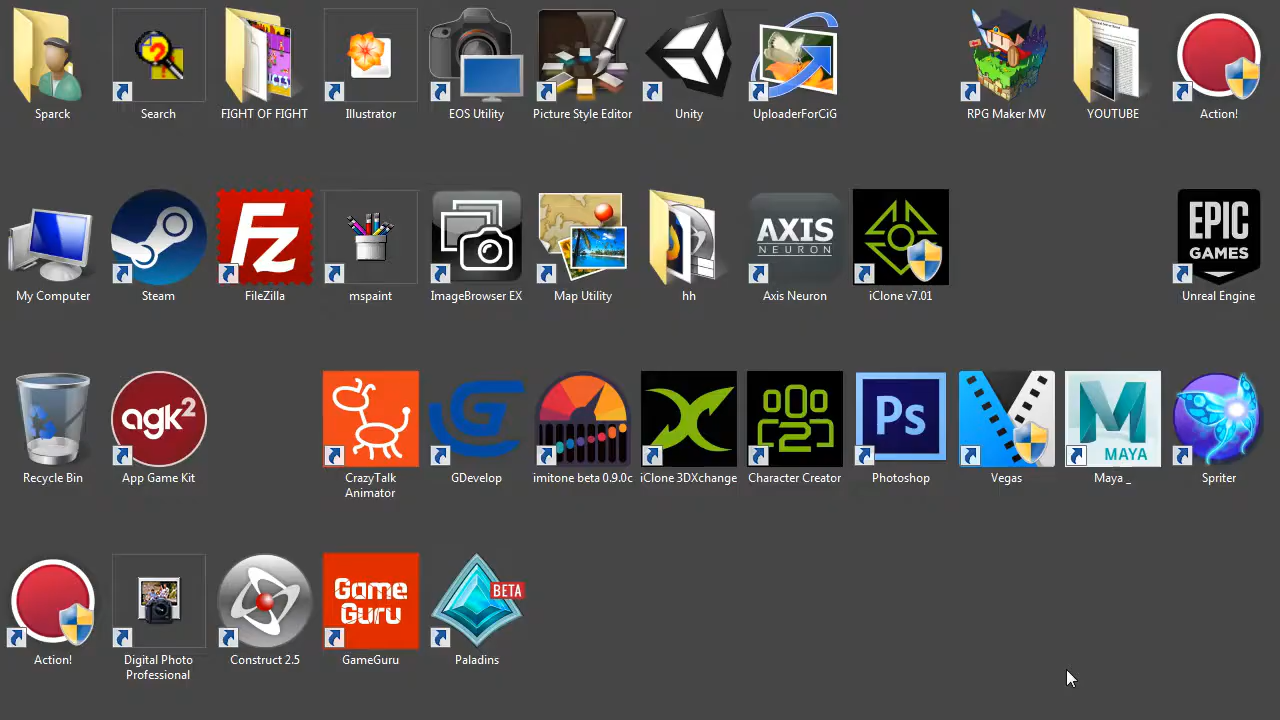 Sparck
Search
FIGHT OF FIGHT
Illustrator
EOS Utility
Picture Style Editor
Unity
UploaderForCiG
RPG Maker MV
YOUTUBE
Action!
AXIS
NEURON
EPIC
GAMES
My Computer
Steam
Fz
FileZilla
mspaint
ImageBrowser EX
Map Utility
hh
Axis Neuron
iClone v7.01
Unreal Engine
agk2
Ps
M
MAYA
Recycle Bin
App Game Kit
CrazyTalk
Animator
G
GDevelop
imitone beta 0.9.0c
iClone 3DXchange
Character Creator
Photoshop
Vegas
Maya _
Spriter
Game
Guru
BETA
Action!
Digital Photo
Professional
Construct 2.5
GameGuru
Paladins